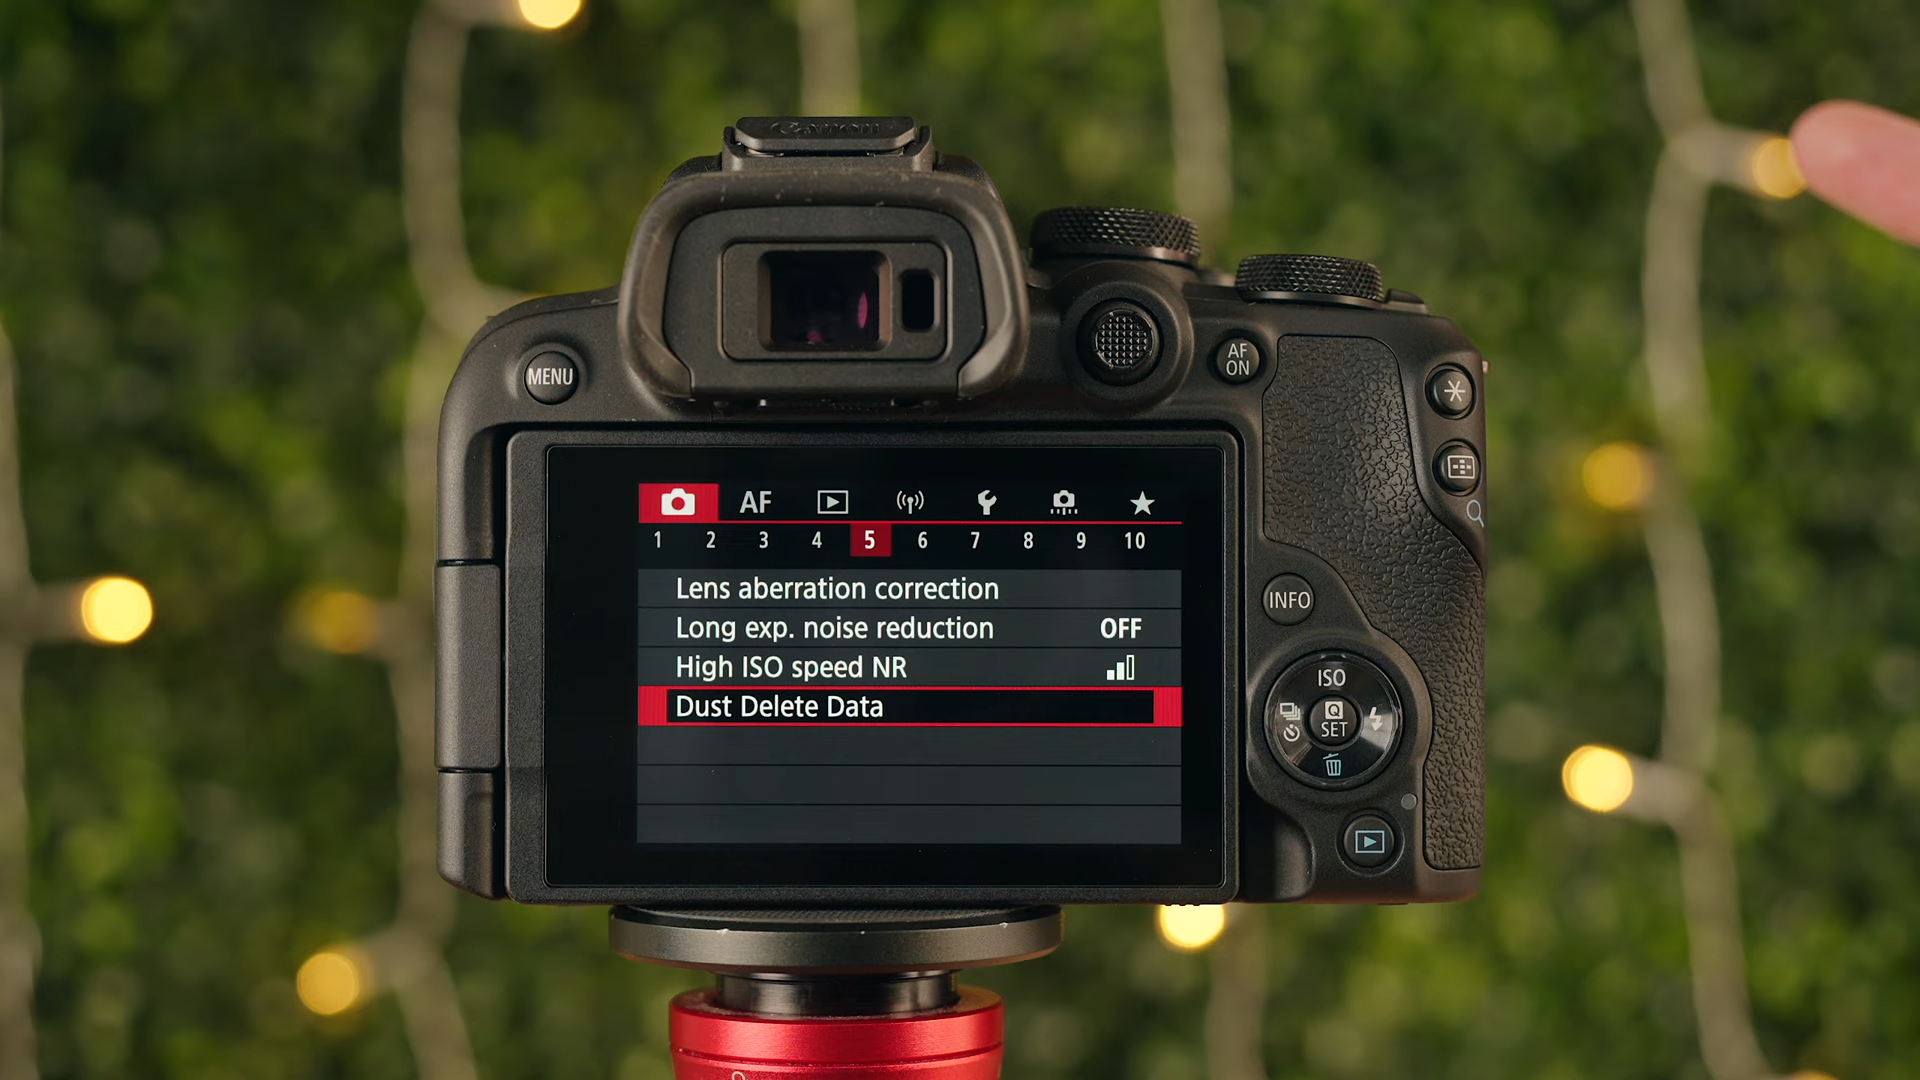 Canon
MENU
AF
ON
AF
1 2 3 4 5 6 7 8 9 10
Lens aberration correction
Long exp. noise reduction OFF
High ISO speed NR
Dust Delete Data
INFO
ISO
Q
SET